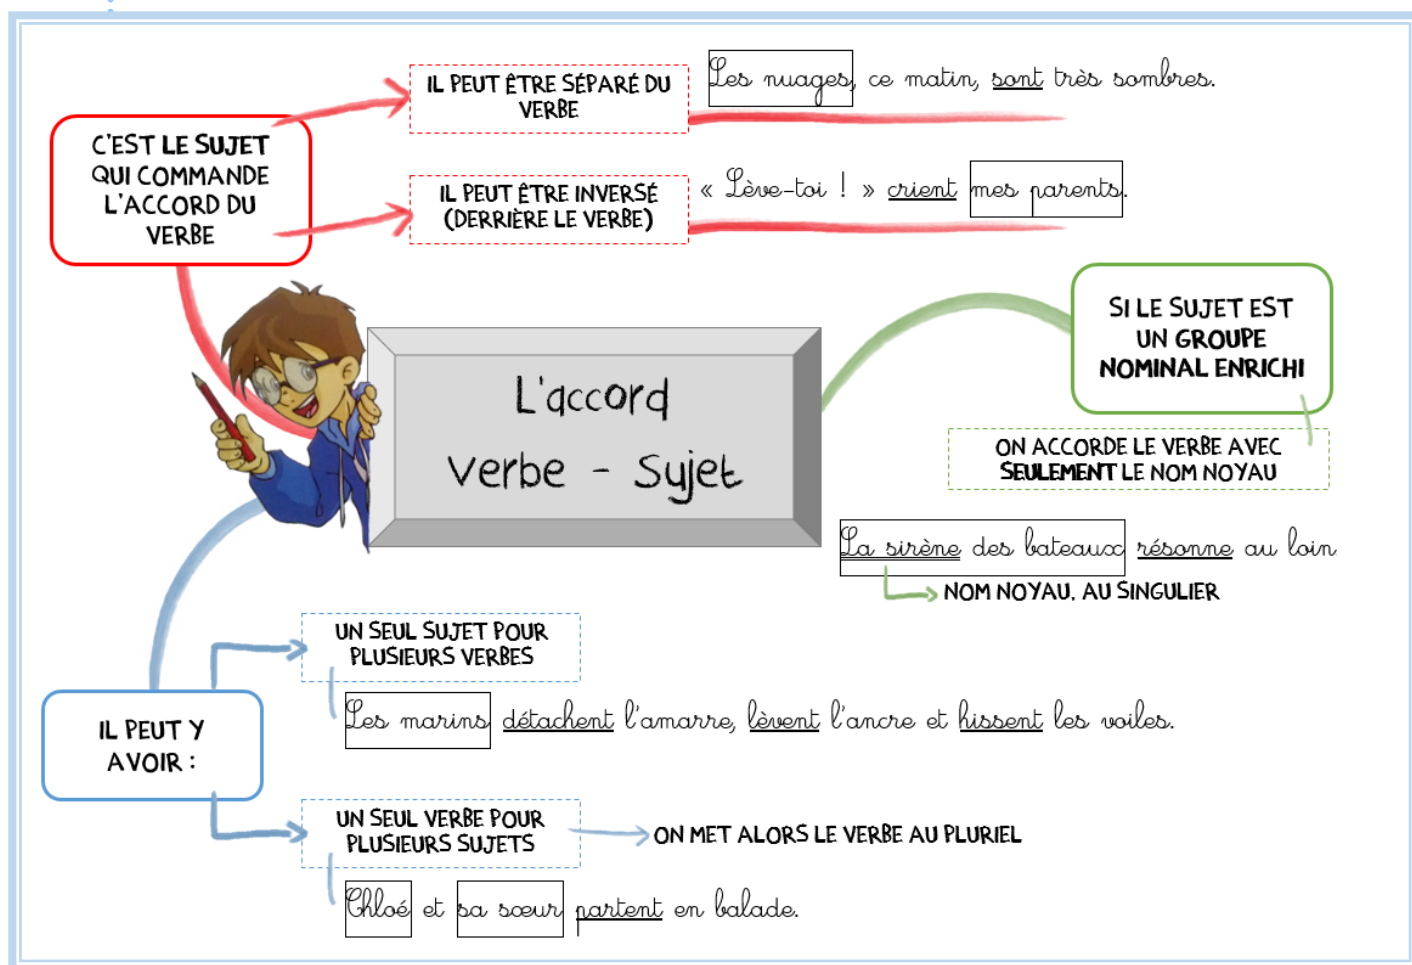 C'EST LE SUJET
QUI COMMANDE
L'ACCORD DU
VERBE
IL PEUT ÊTRE SÉPARÉ DU
VERBE
Les nuages, ce matin, sont très sombres.
IL PEUT ÊTRE INVERSÉ
(DERRIÈRE LE VERBE)
« Lève-toi ! » crient mes parents.
L'accord
Verbe - Sujet
SI LE SUJET EST
UN GROUPE
NOMINAL ENRICHI
ON ACCORDE LE VERBE AVEC
SEULEMENT LE NOM NOYAU
La sirène des bateaux résonne au loin
NOM NOYAU, AU SINGULIER
IL PEUT Y
AVOIR :
UN SEUL SUJET POUR
PLUSIEURS VERBES
Les marins détachent l'amarre, lèvent l'ancre et hissent les voiles.
UN SEUL VERBE POUR
PLUSIEURS SUJETS
ON MET ALORS LE VERBE AU PLURIEL
Chloé et sa sœur partent en balade.